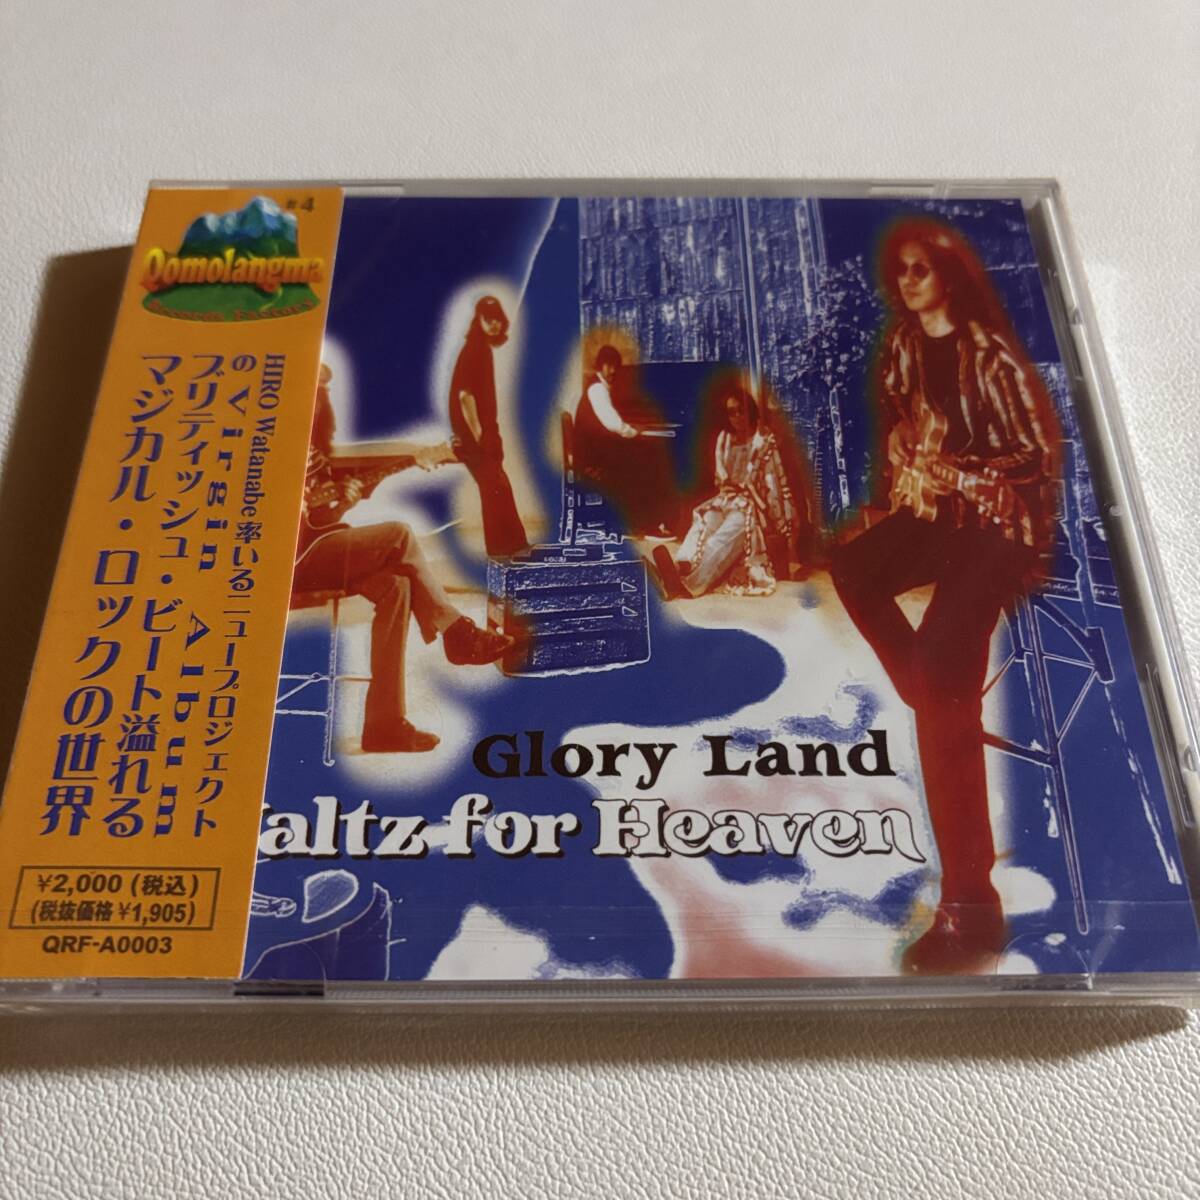 #4
Qomolangma
Records Factory
HIRO Watanabe 率いるニュープロジェクト
の Virgin Album
ブリティッシュ・ビート溢れる
マジカル・ロックの世界
¥2,000 (税込)
(税抜価格 ¥1,905)
QRF-A0003
Glory Land
altz for Heaven